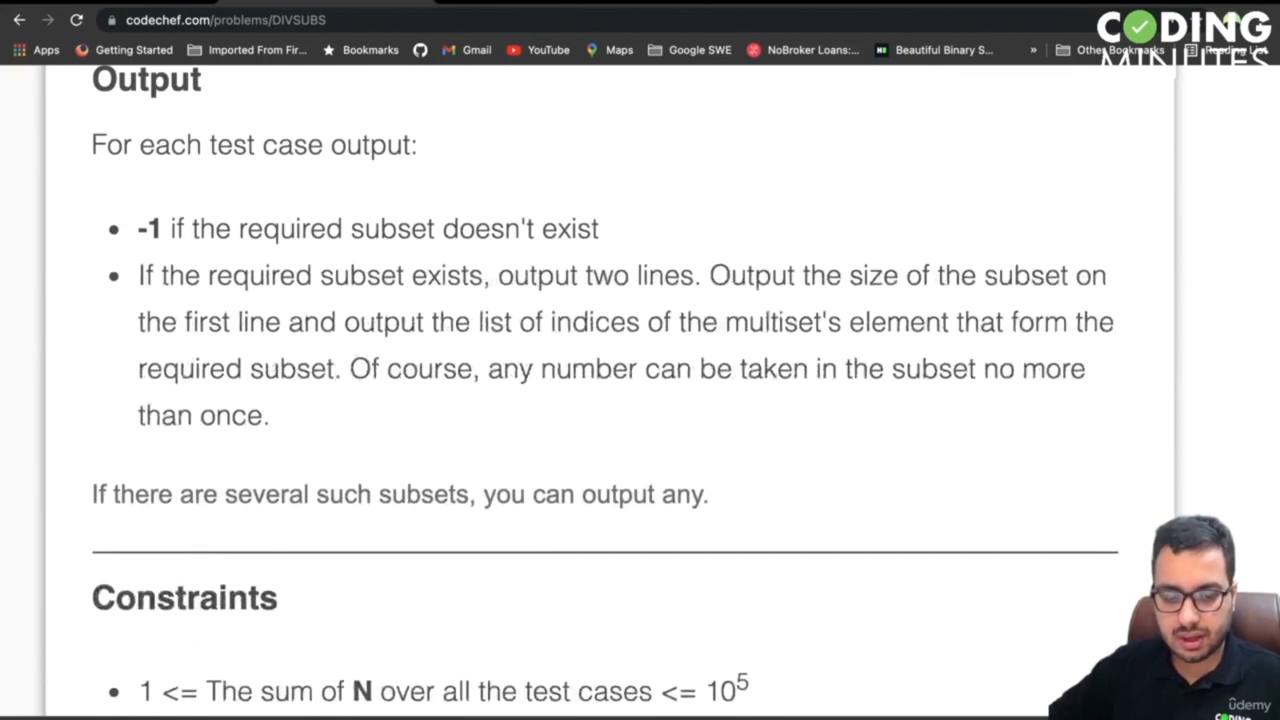 codechef.com/problems/DIVSUBS
CODING
MINUTES
Apps Getting Started Imported From Fir... Bookmarks Gmail YouTube Maps Google SWE NoBroker Loans:... Beautiful Binary S... » Other Bookmarks Reading List
Output
For each test case output:
• -1 if the required subset doesn't exist
• If the required subset exists, output two lines. Output the size of the subset on
the first line and output the list of indices of the multiset's element that form the
required subset. Of course, any number can be taken in the subset no more
than once.
If there are several such subsets, you can output any.
Constraints
• 1 <= The sum of N over all the test cases <= 10^5
ûdemy
CODING